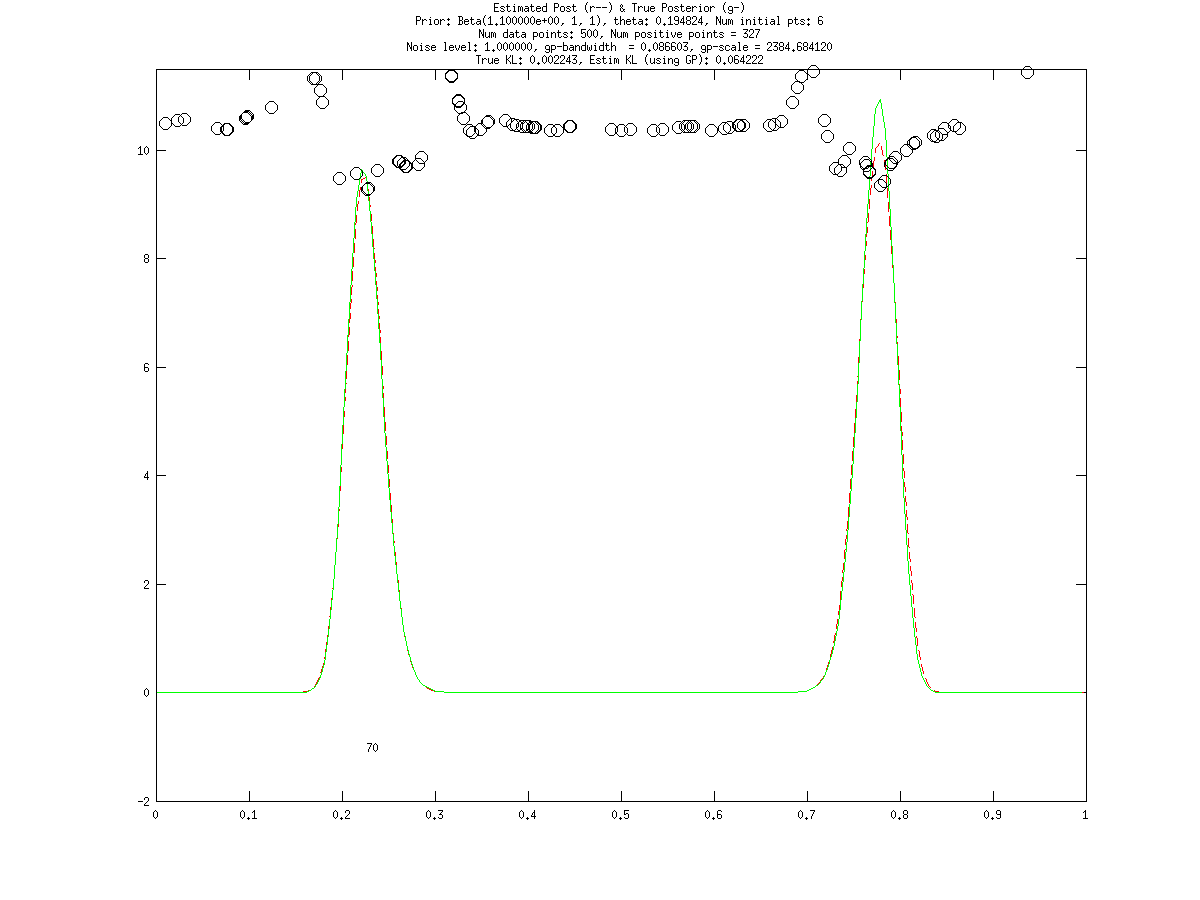 Estimated Post (r--) & True Posterior (g-)
Prior: Beta(1.100000e+00, 1, 1), theta: 0.194824, Num initial pts: 6
Num data points: 500, Num positive points = 327
Noise level: 1.000000, gp-bandwidth  = 0.086603, gp-scale = 2384.684120
True KL: 0.002243, Estim KL (using GP): 0.064222
10
8
6
4
2
0
70
-2
0 0.1 0.2 0.3 0.4 0.5 0.6 0.7 0.8 0.9 1